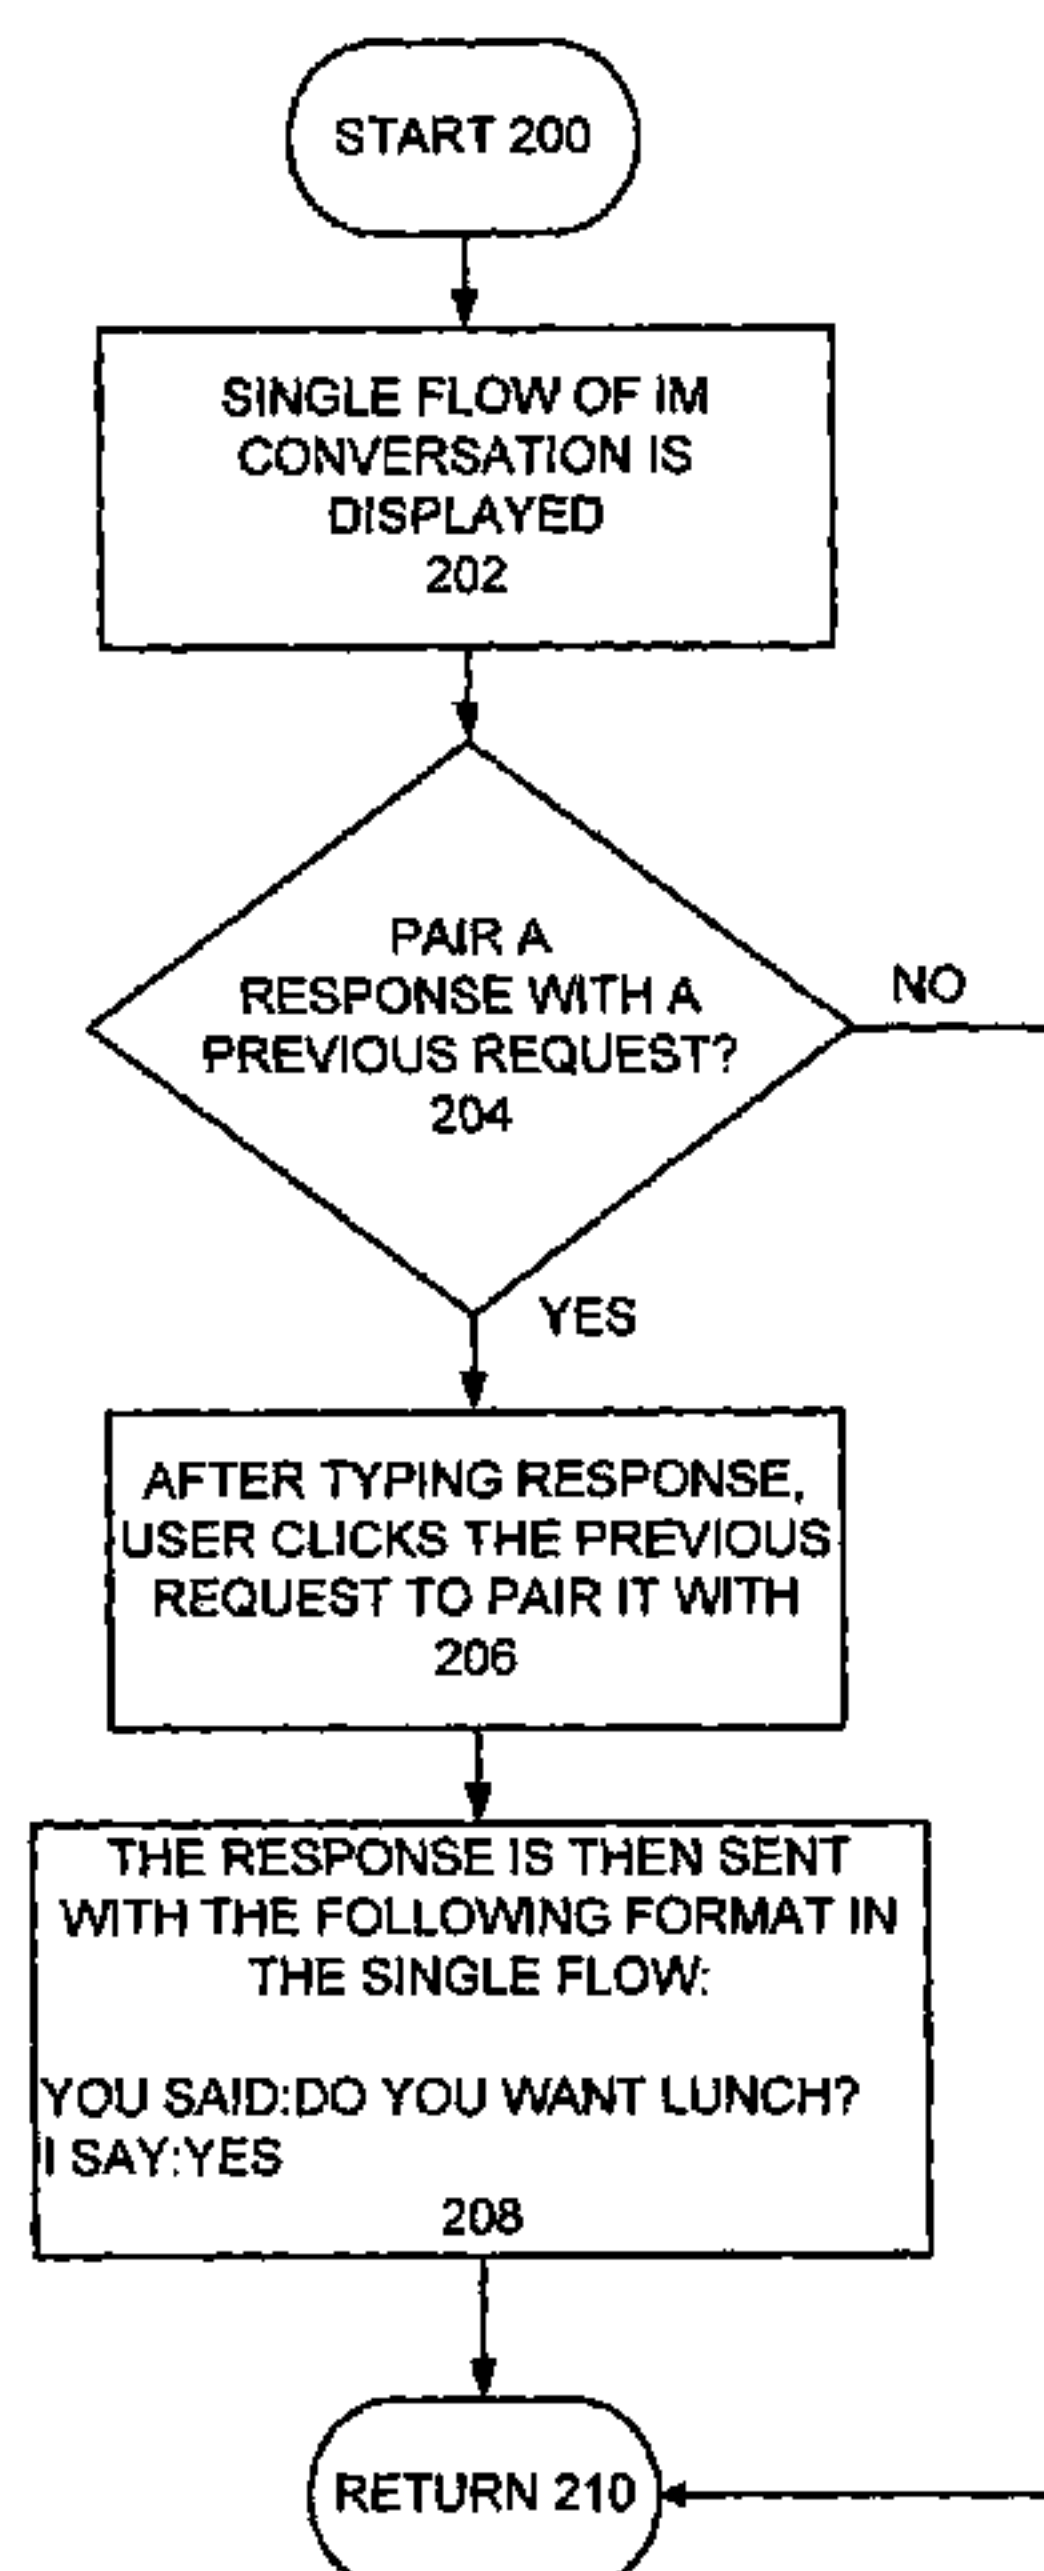 START 200
SINGLE FLOW OF IM
CONVERSATION IS
DISPLAYED
202
PAIR A
RESPONSE WITH A
PREVIOUS REQUEST?
204
NO
YES
AFTER TYPING RESPONSE,
USER CLICKS THE PREVIOUS
REQUEST TO PAIR IT WITH
206
THE RESPONSE IS THEN SENT
WITH THE FOLLOWING FORMAT IN
THE SINGLE FLOW:
YOU SAID:DO YOU WANT LUNCH?
I SAY:YES
208
RETURN 210